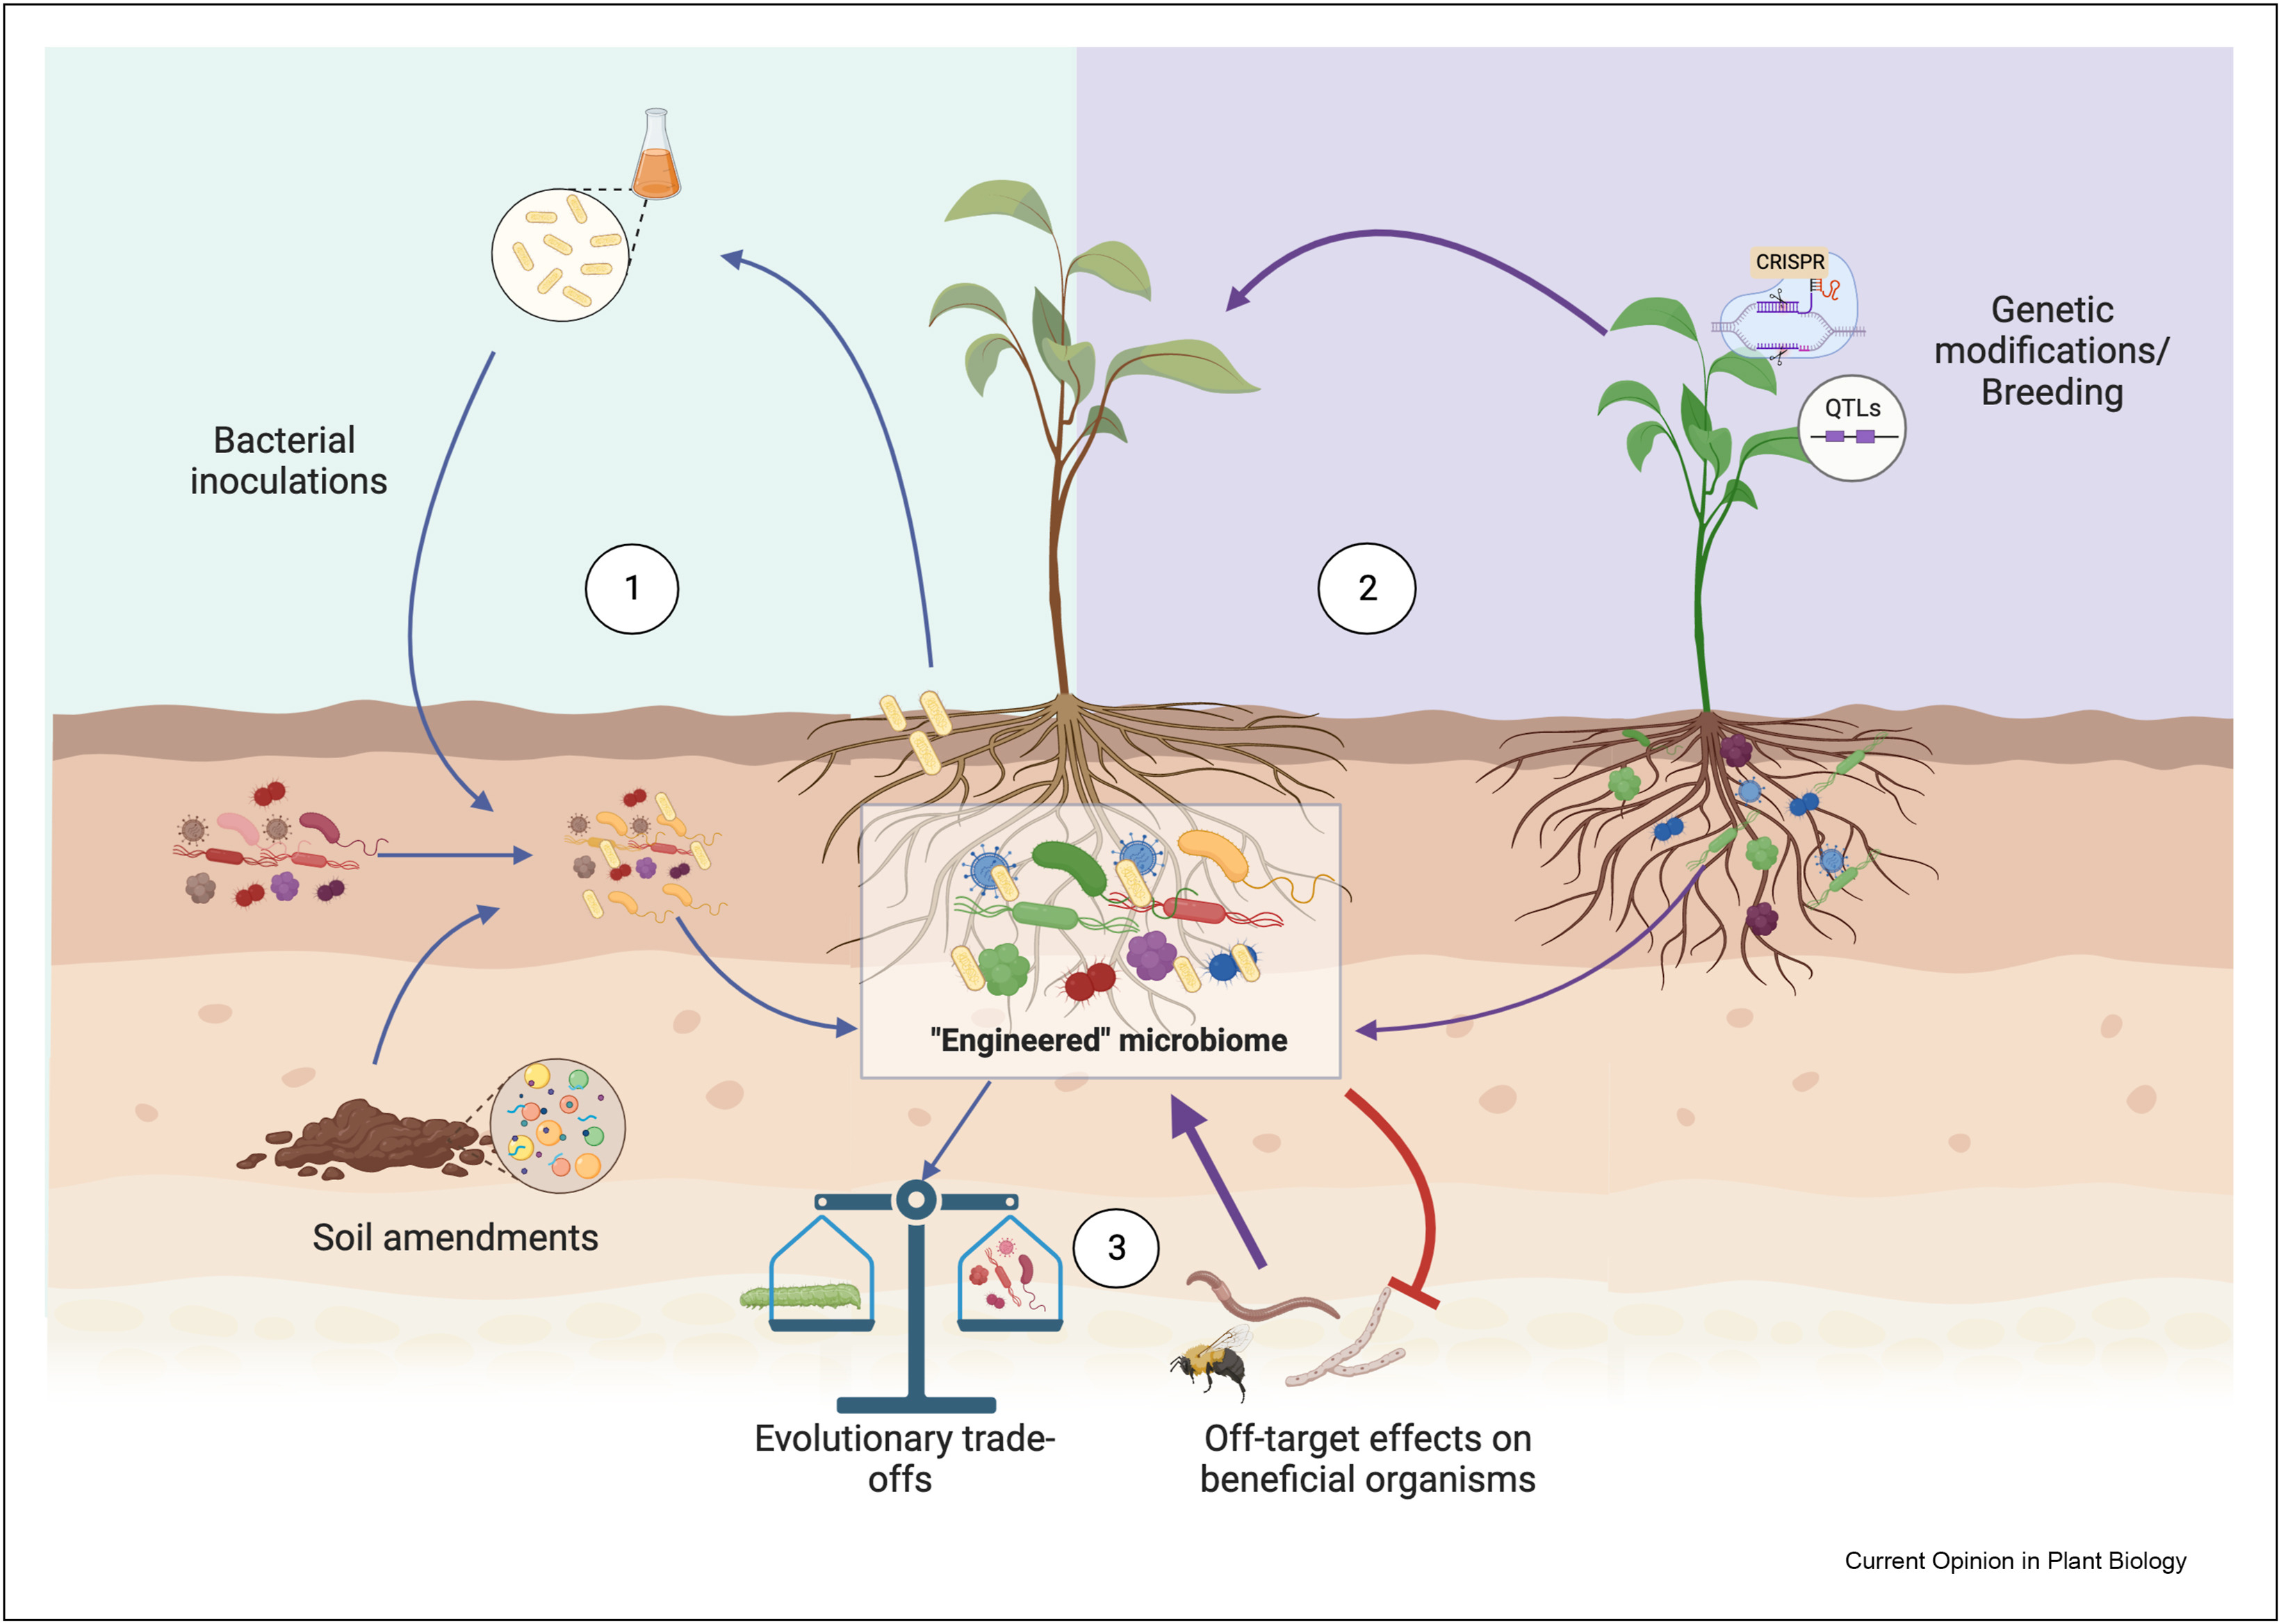 CRISPR
Genetic
modifications/
Breeding
QTLs
Bacterial
inoculations
1
2
"Engineered" microbiome
Soil amendments
3
Evolutionary trade-
offs
Off-target effects on
beneficial organisms
Current Opinion in Plant Biology